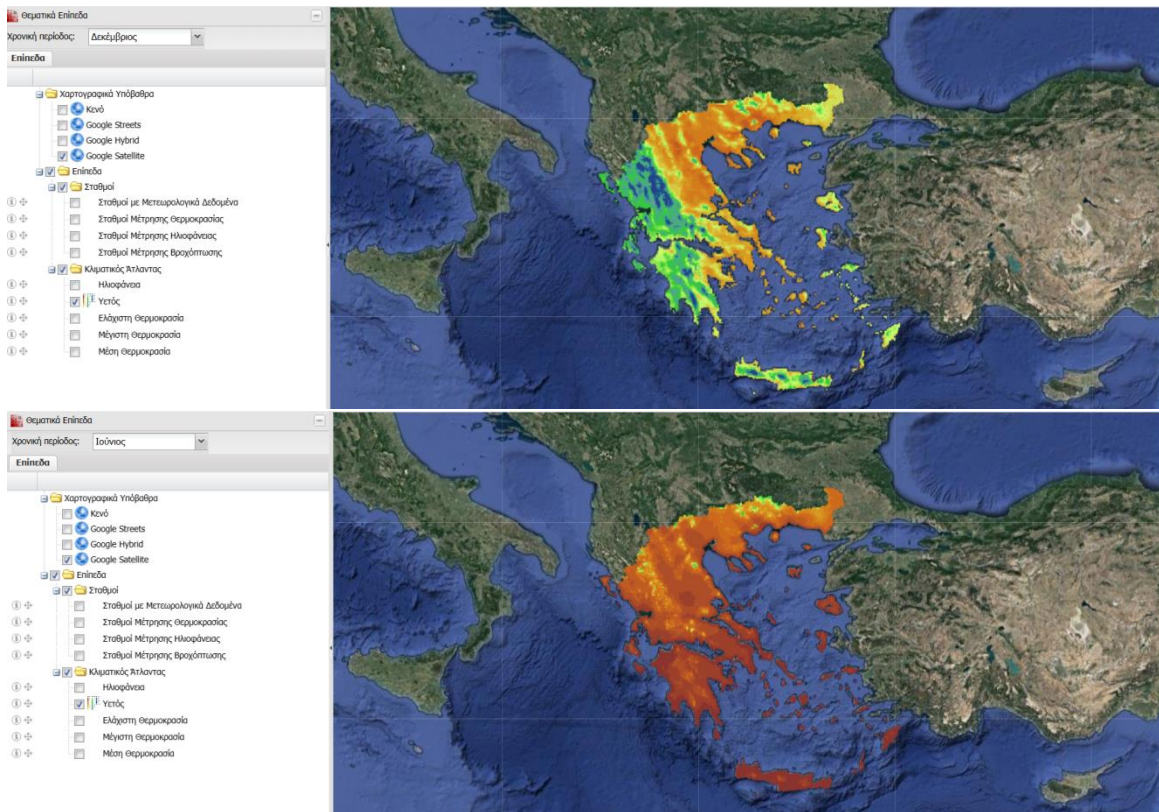 Θεματικά Επίπεδα
Χρονική περίοδος: Δεκέμβριος
Επίπεδα
Χαρτογραφικά Υπόβαθρα
Κενό
Google Streets
Google Hybrid
Google Satellite
Επίπεδα
Σταθμοί
Σταθμοί με Μετεωρολογικά Δεδομένα
Σταθμοί Μέτρησης Θερμοκρασίας
Σταθμοί Μέτρησης Ηλιοφάνειας
Σταθμοί Μέτρησης Βροχόπτωσης
Κλιματικός Άτλαντας
Ηλιοφάνεια
Υετός
Ελάχιστη Θερμοκρασία
Μέγιστη Θερμοκρασία
Μέση Θερμοκρασία
Θεματικά Επίπεδα
Χρονική περίοδος: Ιούνιος
Επίπεδα
Χαρτογραφικά Υπόβαθρα
Κενό
Google Streets
Google Hybrid
Google Satellite
Επίπεδα
Σταθμοί
Σταθμοί με Μετεωρολογικά Δεδομένα
Σταθμοί Μέτρησης Θερμοκρασίας
Σταθμοί Μέτρησης Ηλιοφάνειας
Σταθμοί Μέτρησης Βροχόπτωσης
Κλιματικός Άτλαντας
Ηλιοφάνεια
Υετός
Ελάχιστη Θερμοκρασία
Μέγιστη Θερμοκρασία
Μέση Θερμοκρασία